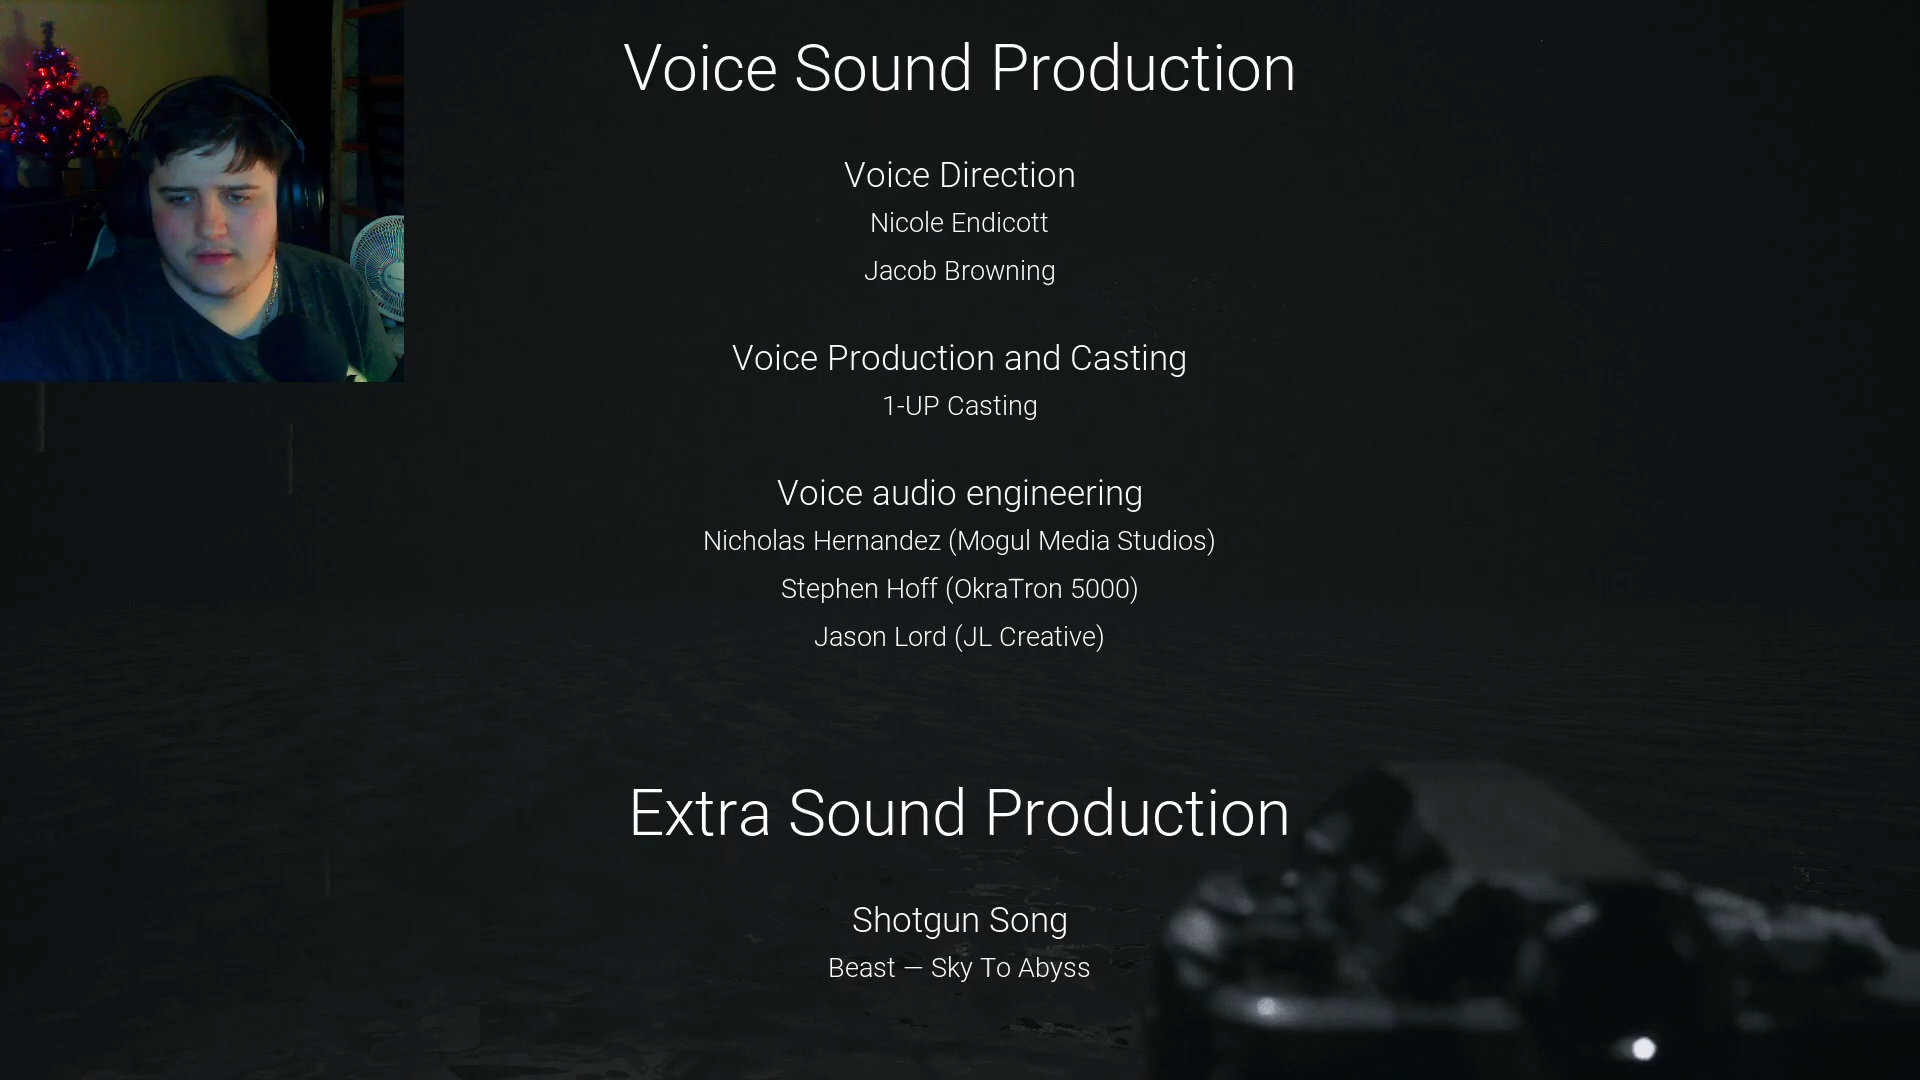 Voice Sound Production
Voice Direction
Nicole Endicott
Jacob Browning
Voice Production and Casting
1-UP Casting
Voice audio engineering
Nicholas Hernandez (Mogul Media Studios)
Stephen Hoff (OkraTron 5000)
Jason Lord (JL Creative)
Extra Sound Production
Shotgun Song
Beast — Sky To Abyss